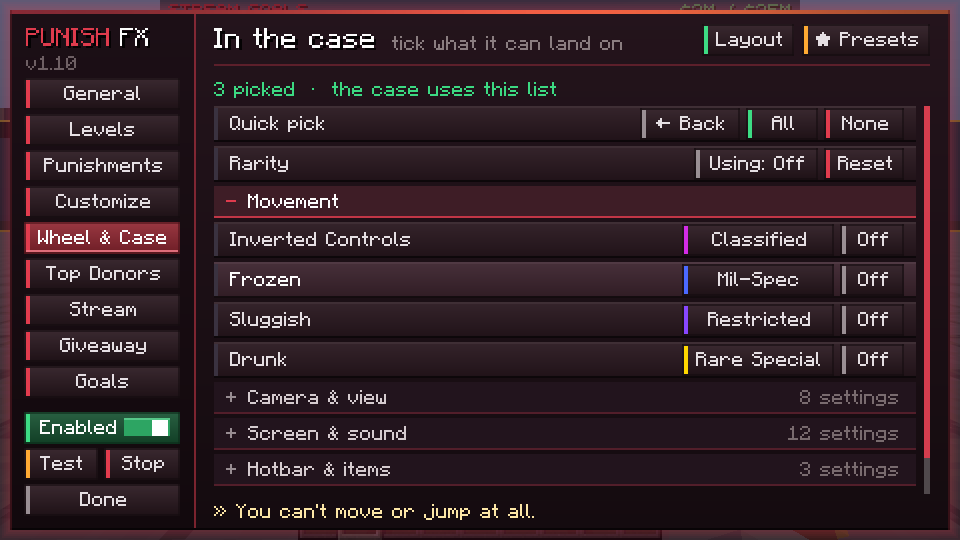 PUNISH FX
v1.10
General
Levels
Punishments
Customize
Wheel & Case
Top Donors
Stream
Giveaway
Goals
Enabled
Test Stop
Done
In the case tick what it can land on Layout Presets
3 picked · the case uses this list
Quick pick ← Back All None
Rarity Using: Off Reset
− Movement
Inverted Controls Classified Off
Frozen Mil-Spec Off
Sluggish Restricted Off
Drunk Rare Special Off
+ Camera & view 8 settings
+ Screen & sound 12 settings
+ Hotbar & items 3 settings
» You can't move or jump at all.